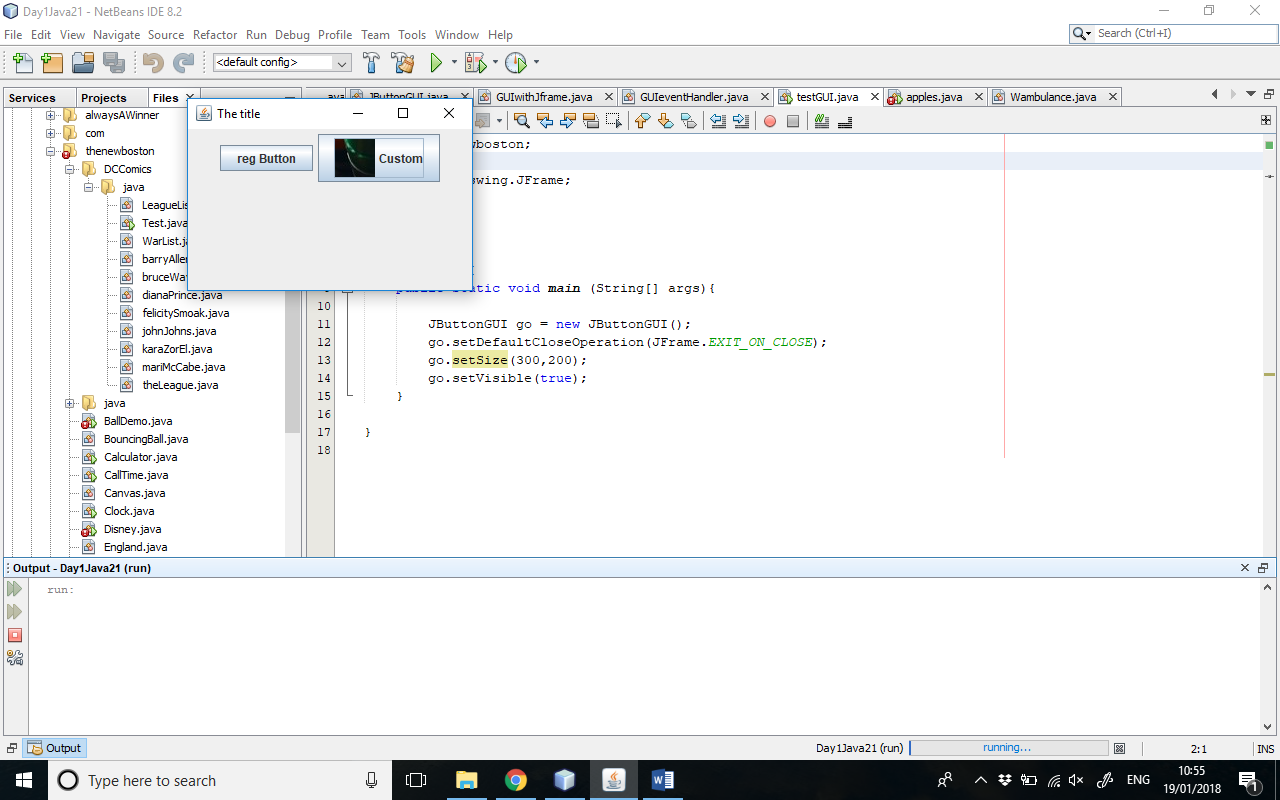 Day1Java21 - NetBeans IDE 8.2
File Edit View Navigate Source Refactor Run Debug Profile Team Tools Window Help
Search (Ctrl+I)
<default config>
Services Projects Files
JButtonGUI.java GUIwithJframe.java GUIeventHandler.java testGUI.java apples.java Wambulance.java
The title
reg Button Custom
alwaysAWinner
com
thenewboston
DCComics
java
Test.java
dianaPrince.java
felicitySmoak.java
johnJohns.java
karaZorEl.java
mariMcCabe.java
theLeague.java
java
BallDemo.java
BouncingBall.java
Calculator.java
CallTime.java
Canvas.java
Clock.java
Disney.java
England.java
swing.JFrame;
public static void main (String[] args){
10
11 JButtonGUI go = new JButtonGUI();
12 go.setDefaultCloseOperation(JFrame.EXIT_ON_CLOSE);
13 go.setSize(300,200);
14 go.setVisible(true);
15 }
16
17 }
18
Output - Day1Java21 (run)
run:
Output
Day1Java21 (run) running... 2:1 INS
Type here to search
ENG
10:55
19/01/2018
1